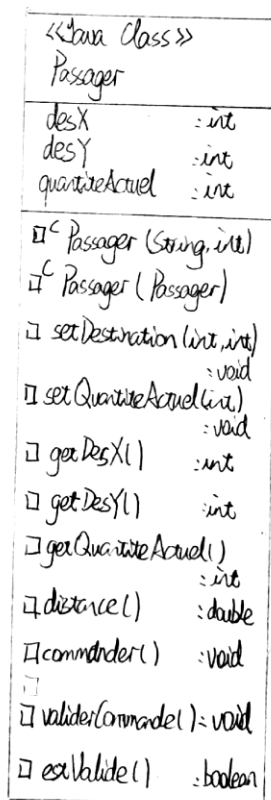 <<Java Class>>
Passager
desX : int
desY : int
quantiteActuel : int
C Passager (String, int)
C Passager (Passager)
setDestination (int, int)
: void
setQuantiteActuel (int)
: void
getDesX() : int
getDesY() : int
getQuantiteActuel()
: int
distance() : double
commander() : void
validerCommande() : void
estValide() : boolean